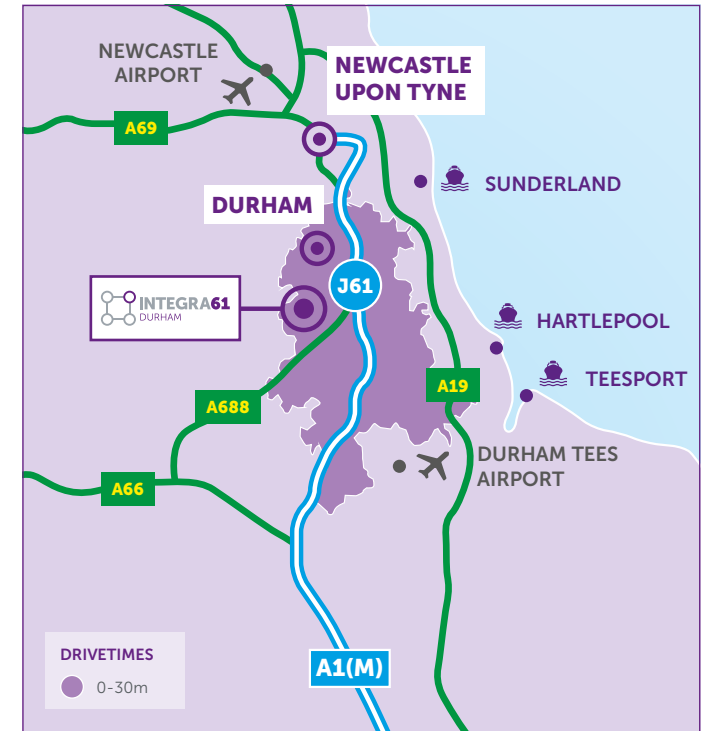 NEWCASTLE
AIRPORT
NEWCASTLE
UPON TYNE
A69
SUNDERLAND
DURHAM
J61
INTEGRA61
DURHAM
HARTLEPOOL
TEESPORT
A19
A688
DURHAM TEES
AIRPORT
A66
DRIVETIMES
0-30m
A1(M)